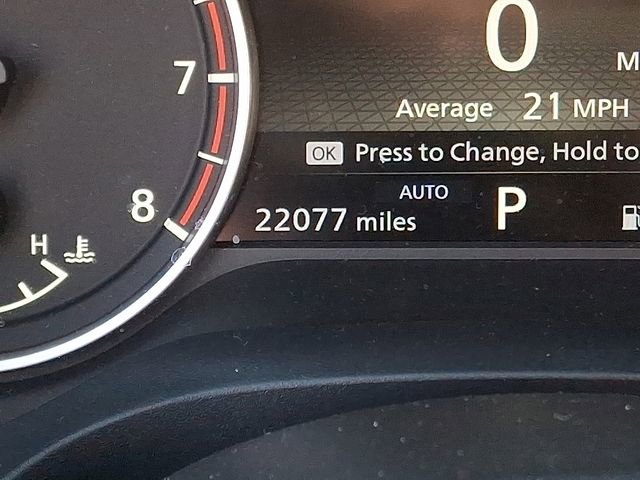 0 M
7
Average 21 MPH
OK Press to Change, Hold to
AUTO
8
22077 miles P
H